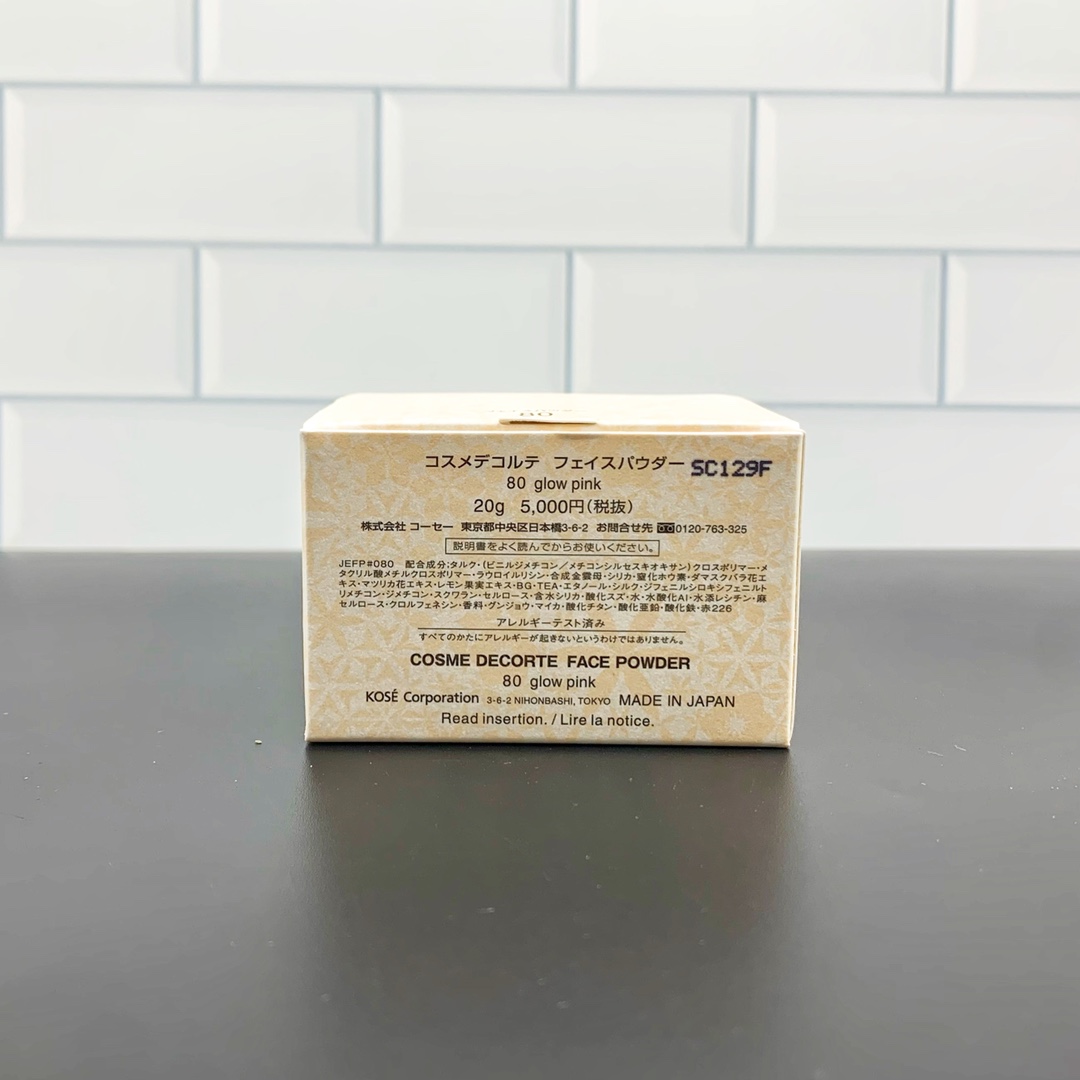 80
コスメデコルテ フェイスパウダー SC129F
80 glow pink
20g 5,000円(税抜)
株式会社 コーセー 東京都中央区日本橋3-6-2 お問合せ先 0120-763-325
説明書をよく読んでからお使いください。
JEFP#080 配合成分:タルク・(ビニルジメチコン/メチコンシルセスキオキサン)クロスポリマー・メ
タクリル酸メチルクロスポリマー・ラウロイルリシン・合成金雲母・シリカ・窒化ホウ素・ダマスクバラ花エ
キス・マツリカ花エキス・レモン果実エキス・BG・TEA・エタノール・シルク・ジフェニルシロキシフェニルト
リメチコン・ジメチコン・スクワラン・セルロース・含水シリカ・酸化スズ・水・水酸化Al・水添レシチン・麻
セルロース・クロルフェネシン・香料・グンジョウ・マイカ・酸化チタン・酸化亜鉛・酸化鉄・赤226
アレルギーテスト済み
すべてのかたにアレルギーが起きないというわけではありません。
COSME DECORTE FACE POWDER
80 glow pink
KOSÉ Corporation 3-6-2 NIHONBASHI, TOKYO MADE IN JAPAN
Read insertion. / Lire la notice.